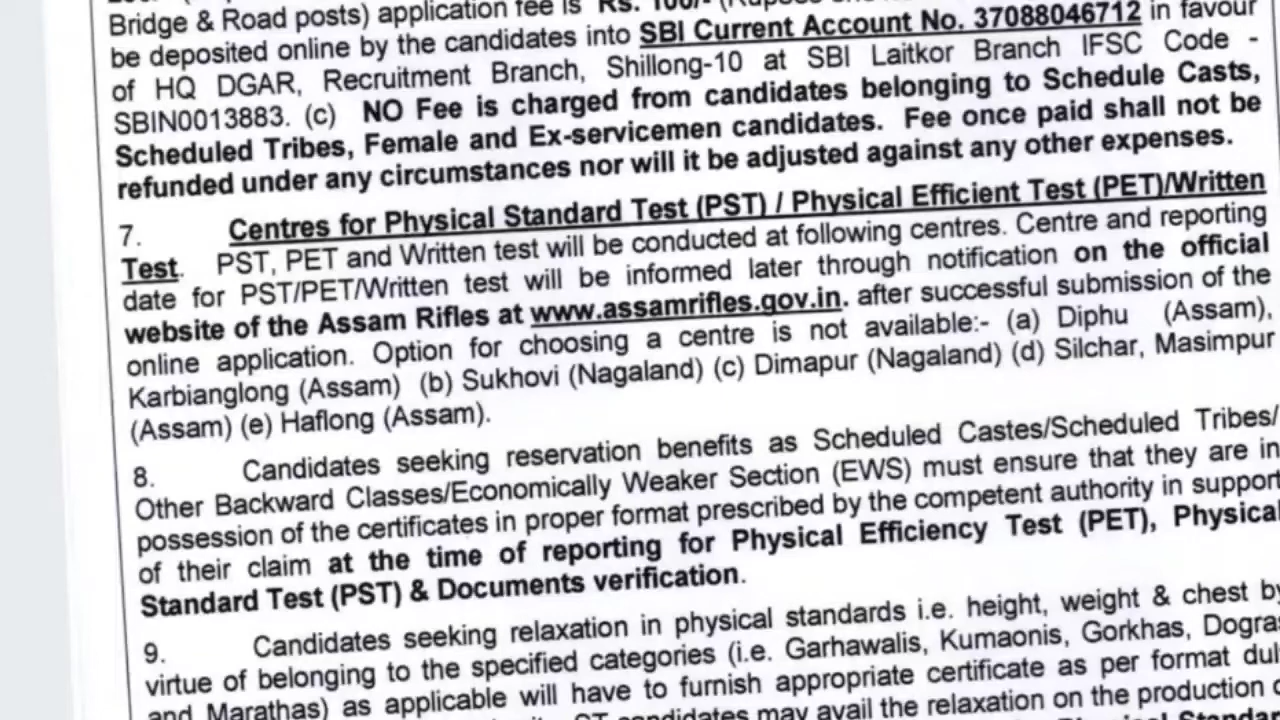 Bridge & Road posts) application fee is Rs. 100/-
be deposited online by the candidates into SBI Current Account No. 37088046712 in favour
of HQ DGAR, Recruitment Branch, Shillong-10 at SBI Laitkor Branch IFSC Code -
SBIN0013883. (c) NO Fee is charged from candidates belonging to Schedule Casts,
Scheduled Tribes, Female and Ex-servicemen candidates. Fee once paid shall not be
refunded under any circumstances nor will it be adjusted against any other expenses.
7. Centres for Physical Standard Test (PST) / Physical Efficient Test (PET)/Written
Test. PST, PET and Written test will be conducted at following centres. Centre and reporting
date for PST/PET/Written test will be informed later through notification on the official
website of the Assam Rifles at www.assamrifles.gov.in. after successful submission of the
online application. Option for choosing a centre is not available:- (a) Diphu (Assam),
Karbianglong (Assam) (b) Sukhovi (Nagaland) (c) Dimapur (Nagaland) (d) Silchar, Masimpur
(Assam) (e) Haflong (Assam).
8. Candidates seeking reservation benefits as Scheduled Castes/Scheduled Tribes/
Other Backward Classes/Economically Weaker Section (EWS) must ensure that they are in
possession of the certificates in proper format prescribed by the competent authority in support
of their claim at the time of reporting for Physical Efficiency Test (PET), Physical
Standard Test (PST) & Documents verification.
9. Candidates seeking relaxation in physical standards i.e. height, weight & chest by
virtue of belonging to the specified categories (i.e. Garhawalis, Kumaonis, Gorkhas, Dogras
and Marathas) as applicable will have to furnish appropriate certificate as per format
candidates may avail the relaxation on the production